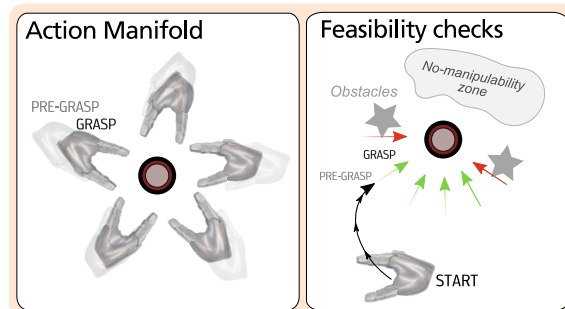 Action Manifold
PRE-GRASP
GRASP
Feasibility checks
No-manipulability
zone
Obstacles
GRASP
PRE-GRASP
START